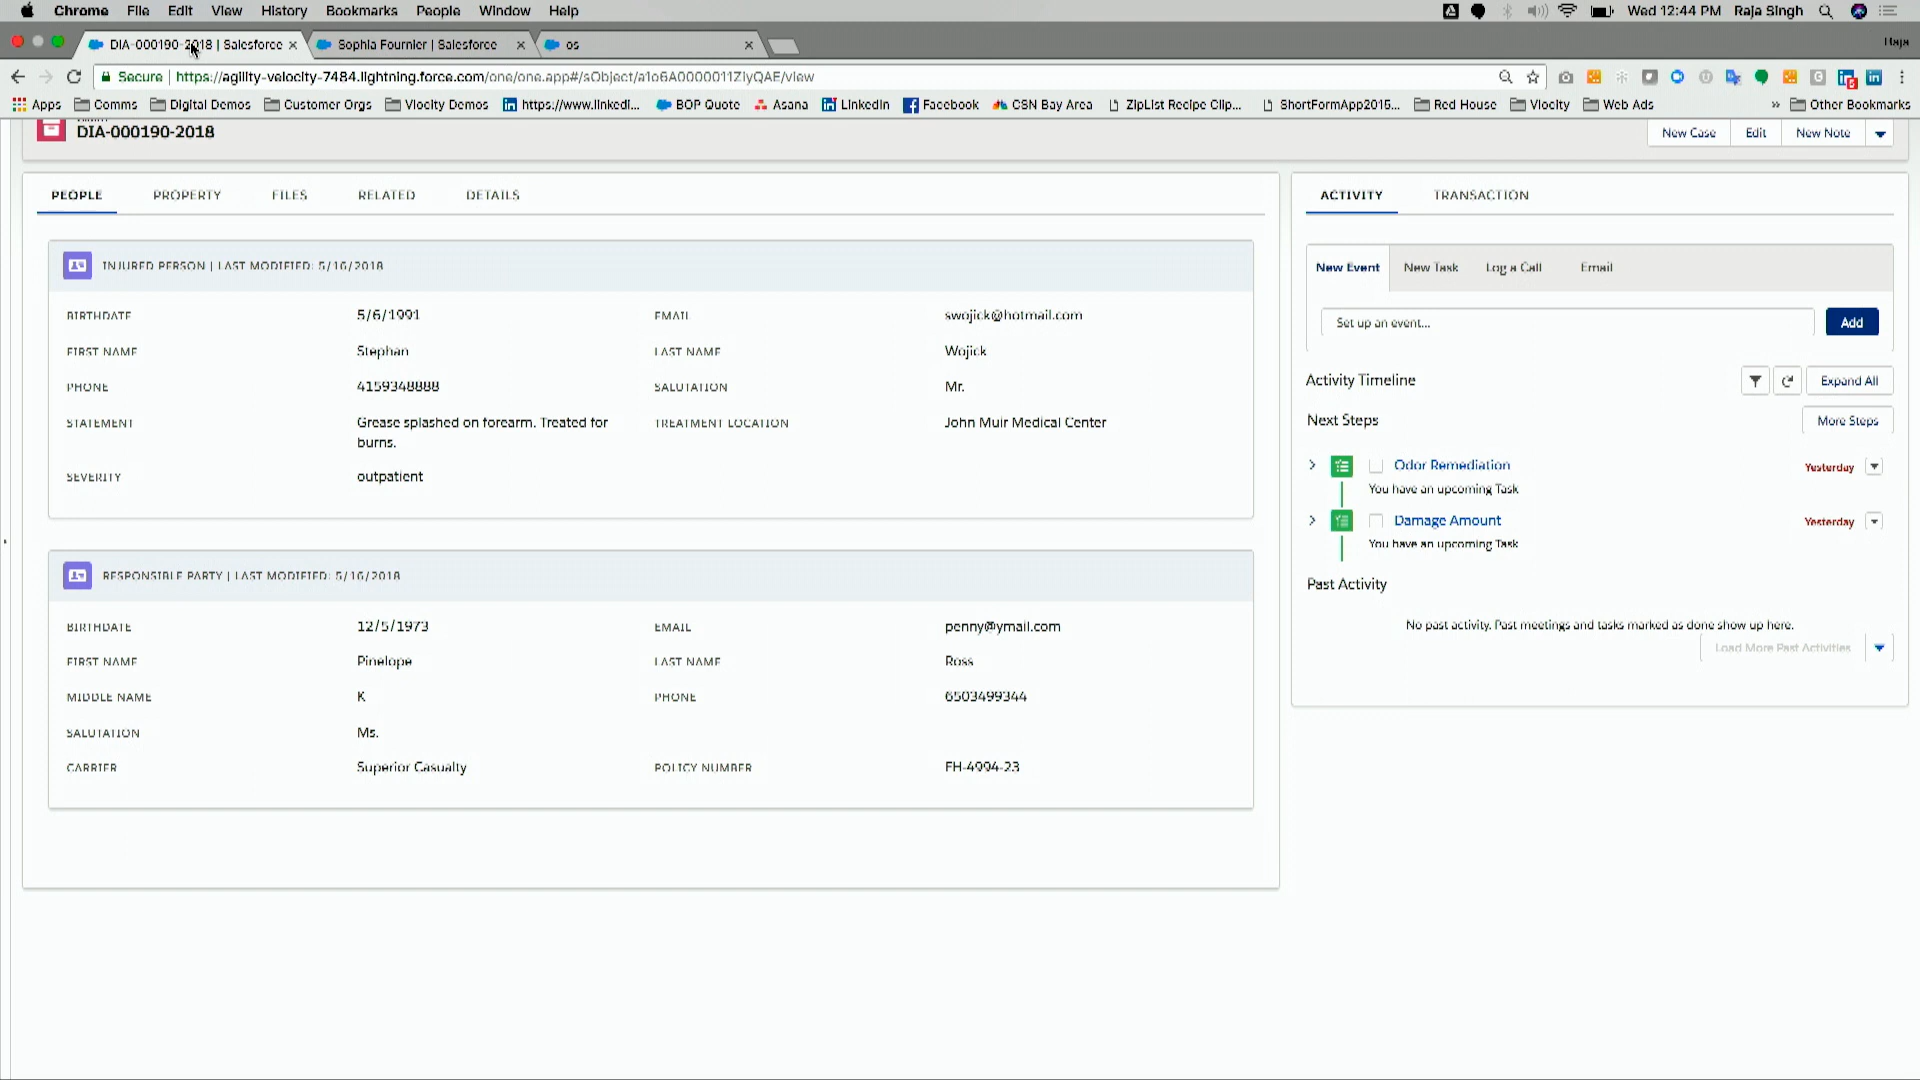 Chrome File Edit View History Bookmarks People Window Help Wed 12:44 PM Raja Singh
DIA-000190-2018 | Salesforce Sophia Fournier | Salesforce os Raja
Secure https://agility-velocity-7484.lightning.force.com/one/one.app#/sObject/a1o6A0000011ZiyQAE/view
Apps Comms Digital Demos Customer Orgs Vlocity Demos https://www.linkedi... BOP Quote Asana LinkedIn Facebook CSN Bay Area ZipList Recipe Clip... ShortFormApp2015... Red House Vlocity Web Ads » Other Bookmarks
DIA-000190-2018 New Case Edit New Note
PEOPLE PROPERTY FILES RELATED DETAILS
INJURED PERSON | LAST MODIFIED: 5/16/2018
BIRTHDATE 5/6/1991 EMAIL swojick@hotmail.com
FIRST NAME Stephan LAST NAME Wojick
PHONE 4159348888 SALUTATION Mr.
STATEMENT Grease splashed on forearm. Treated for TREATMENT LOCATION John Muir Medical Center
burns.
SEVERITY outpatient
RESPONSIBLE PARTY | LAST MODIFIED: 5/16/2018
BIRTHDATE 12/5/1973 EMAIL penny@ymail.com
FIRST NAME Pinelope LAST NAME Ross
MIDDLE NAME K PHONE 6503499344
SALUTATION Ms.
CARRIER Superior Casualty POLICY NUMBER FH-4994-23
ACTIVITY TRANSACTION
New Event New Task Log a Call Email
Set up an event... Add
Activity Timeline Expand All
Next Steps More Steps
Odor Remediation Yesterday
You have an upcoming Task
Damage Amount Yesterday
You have an upcoming Task
Past Activity
No past activity. Past meetings and tasks marked as done show up here.
Load More Past Activities